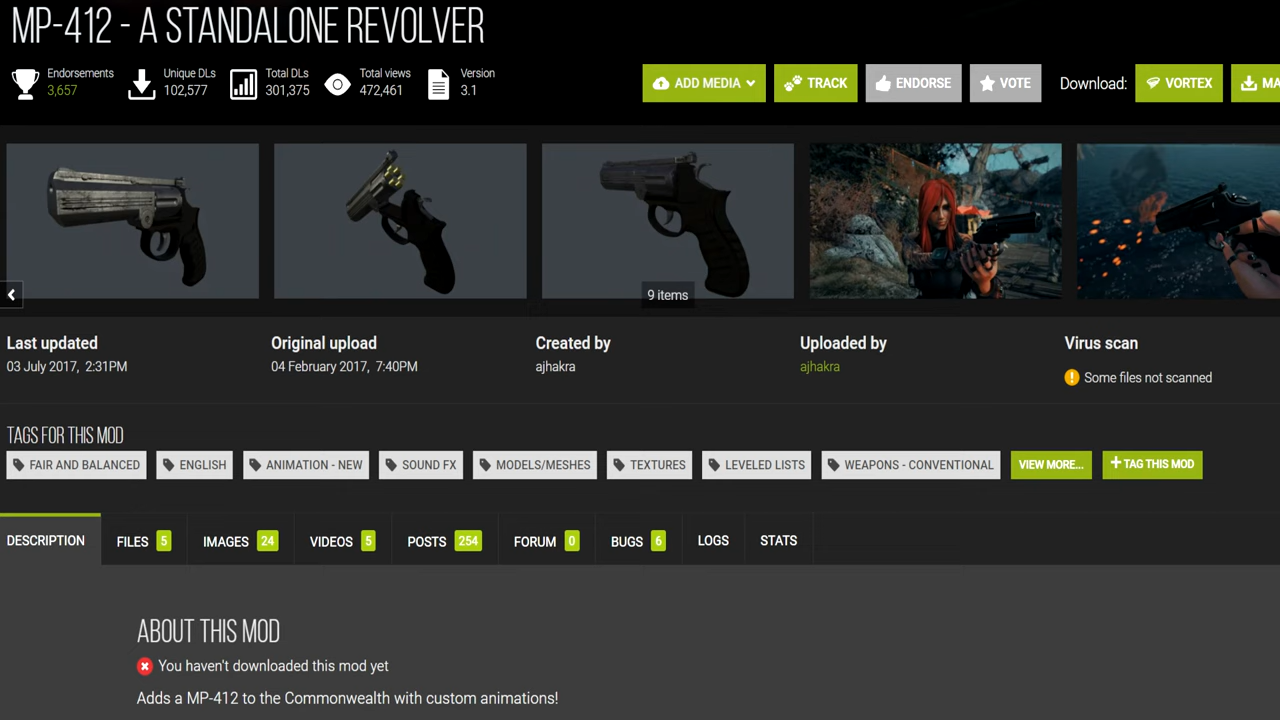 MP-412 - A STANDALONE REVOLVER
Endorsements
3,657
Unique DLs
102,577
Total DLs
301,375
Total views
472,461
Version
3.1
ADD MEDIA
TRACK
ENDORSE
VOTE
Download:
VORTEX
MA
9 items
Last updated
03 July 2017, 2:31PM
Original upload
04 February 2017, 7:40PM
Created by
ajhakra
Uploaded by
ajhakra
Virus scan
Some files not scanned
TAGS FOR THIS MOD
FAIR AND BALANCED
ENGLISH
ANIMATION - NEW
SOUND FX
MODELS/MESHES
TEXTURES
LEVELED LISTS
WEAPONS - CONVENTIONAL
VIEW MORE...
+ TAG THIS MOD
DESCRIPTION
FILES 5
IMAGES 24
VIDEOS 5
POSTS 254
FORUM 0
BUGS 6
LOGS
STATS
ABOUT THIS MOD
You haven't downloaded this mod yet
Adds a MP-412 to the Commonwealth with custom animations!